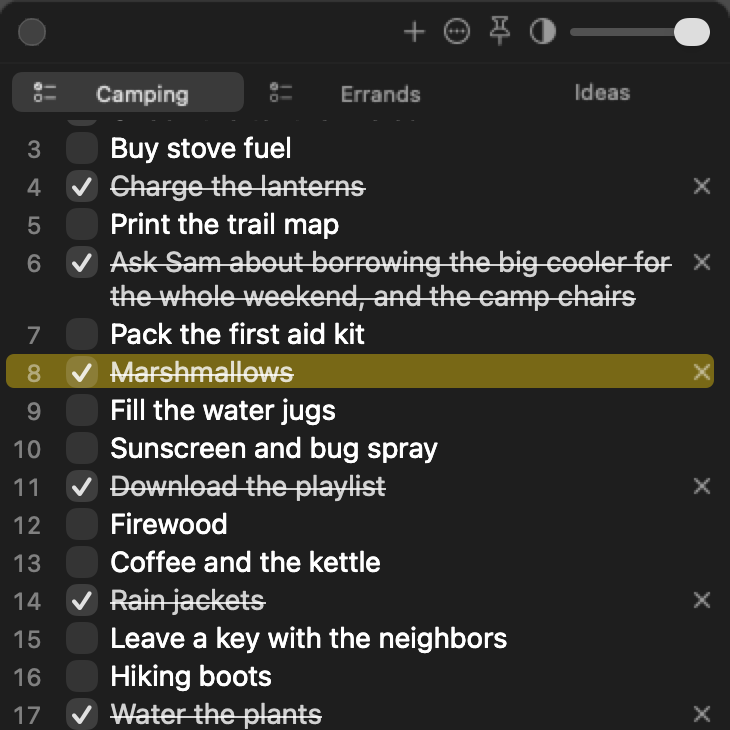 Camping Errands Ideas
3 Buy stove fuel
4 Charge the lanterns
5 Print the trail map
6 Ask Sam about borrowing the big cooler for
the whole weekend, and the camp chairs
7 Pack the first aid kit
8 Marshmallows
9 Fill the water jugs
10 Sunscreen and bug spray
11 Download the playlist
12 Firewood
13 Coffee and the kettle
14 Rain jackets
15 Leave a key with the neighbors
16 Hiking boots
17 Water the plants